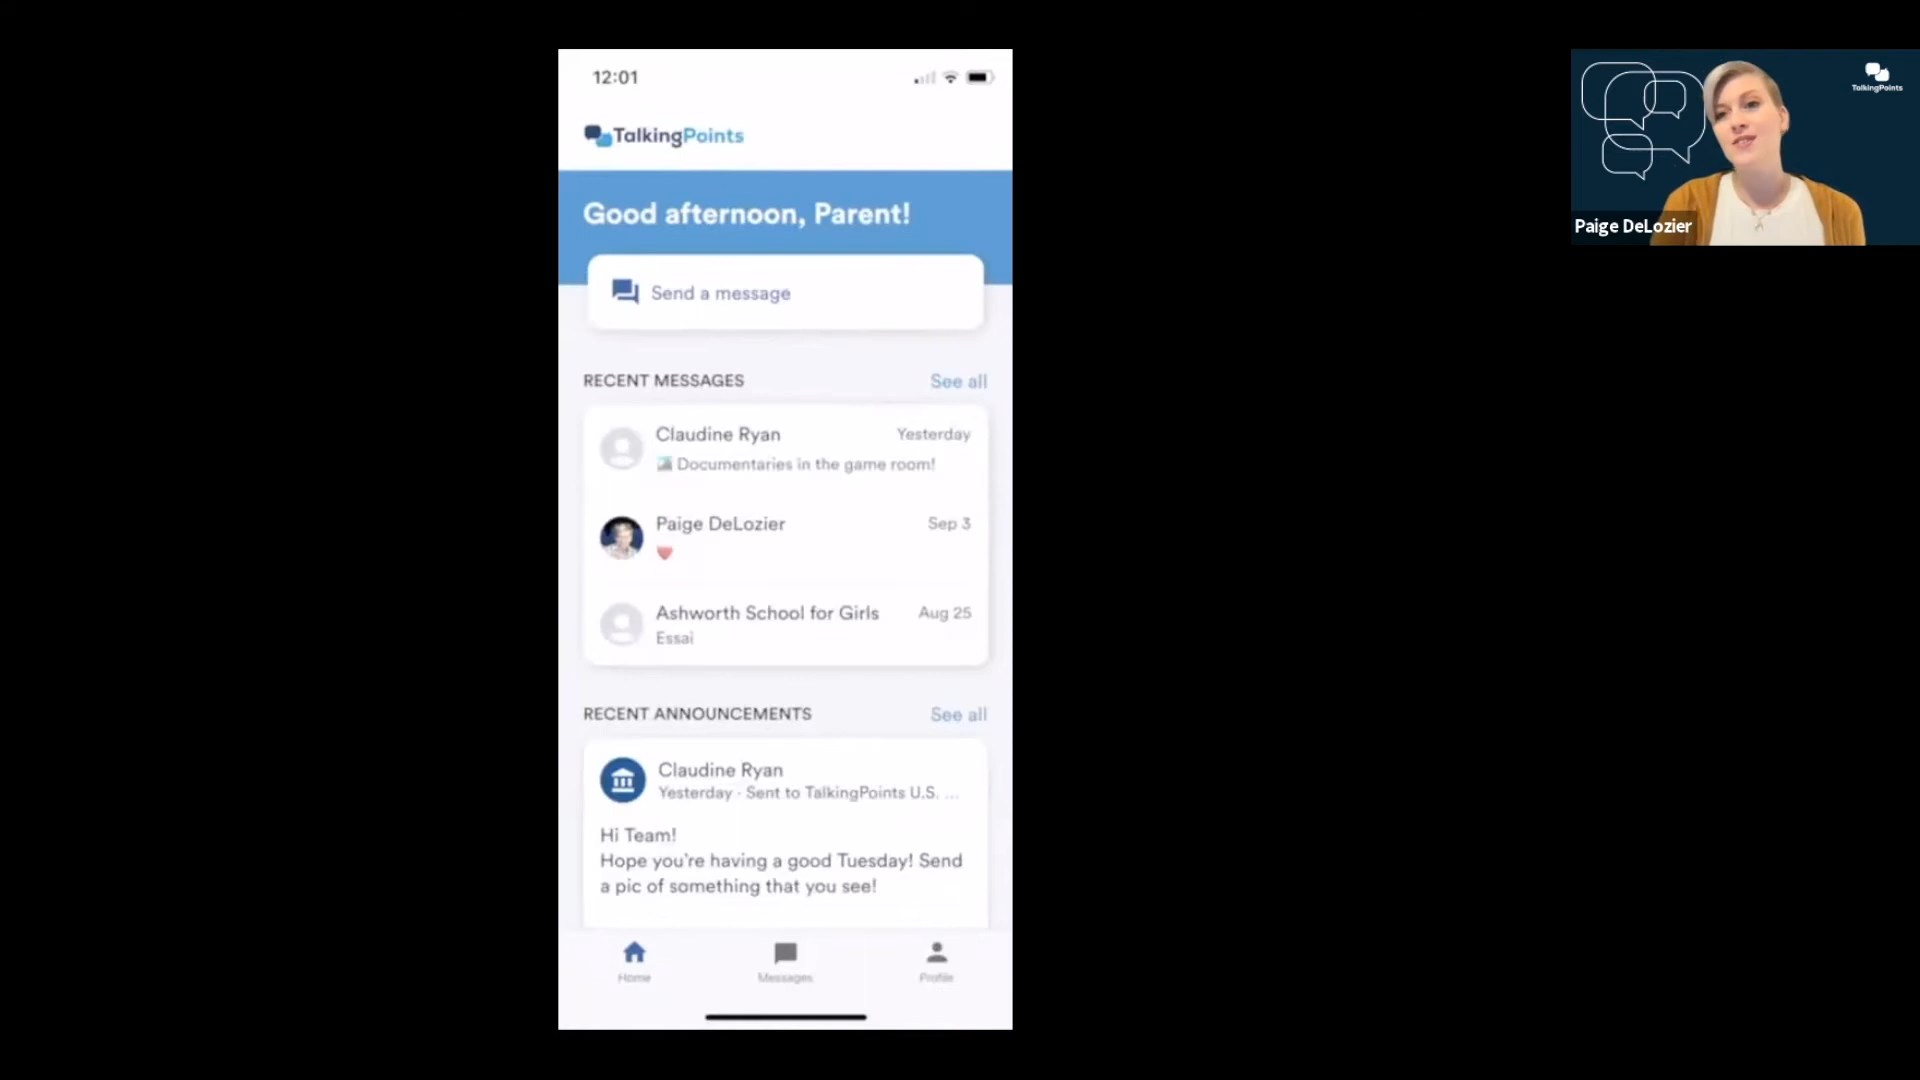 12:01
TalkingPoints
Good afternoon, Parent!
Send a message
RECENT MESSAGES
See all
Claudine Ryan
Yesterday
Documentaries in the game room!
Paige DeLozier
Sep 3
Ashworth School for Girls
Aug 25
Essai
RECENT ANNOUNCEMENTS
See all
Claudine Ryan
Yesterday · Sent to TalkingPoints U.S. ...
Hi Team!
Hope you're having a good Tuesday! Send
a pic of something that you see!
Home
Messages
Profile
TalkingPoints
Paige DeLozier